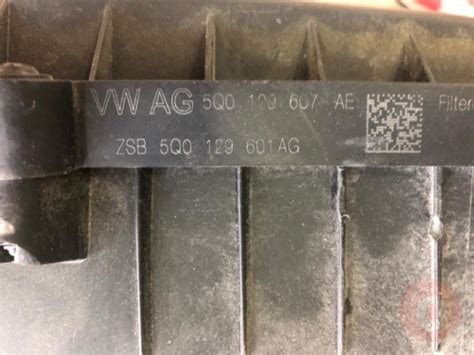 VW AG 5Q0 129 607 AE Filter
ZSB 5Q0 129 601AG